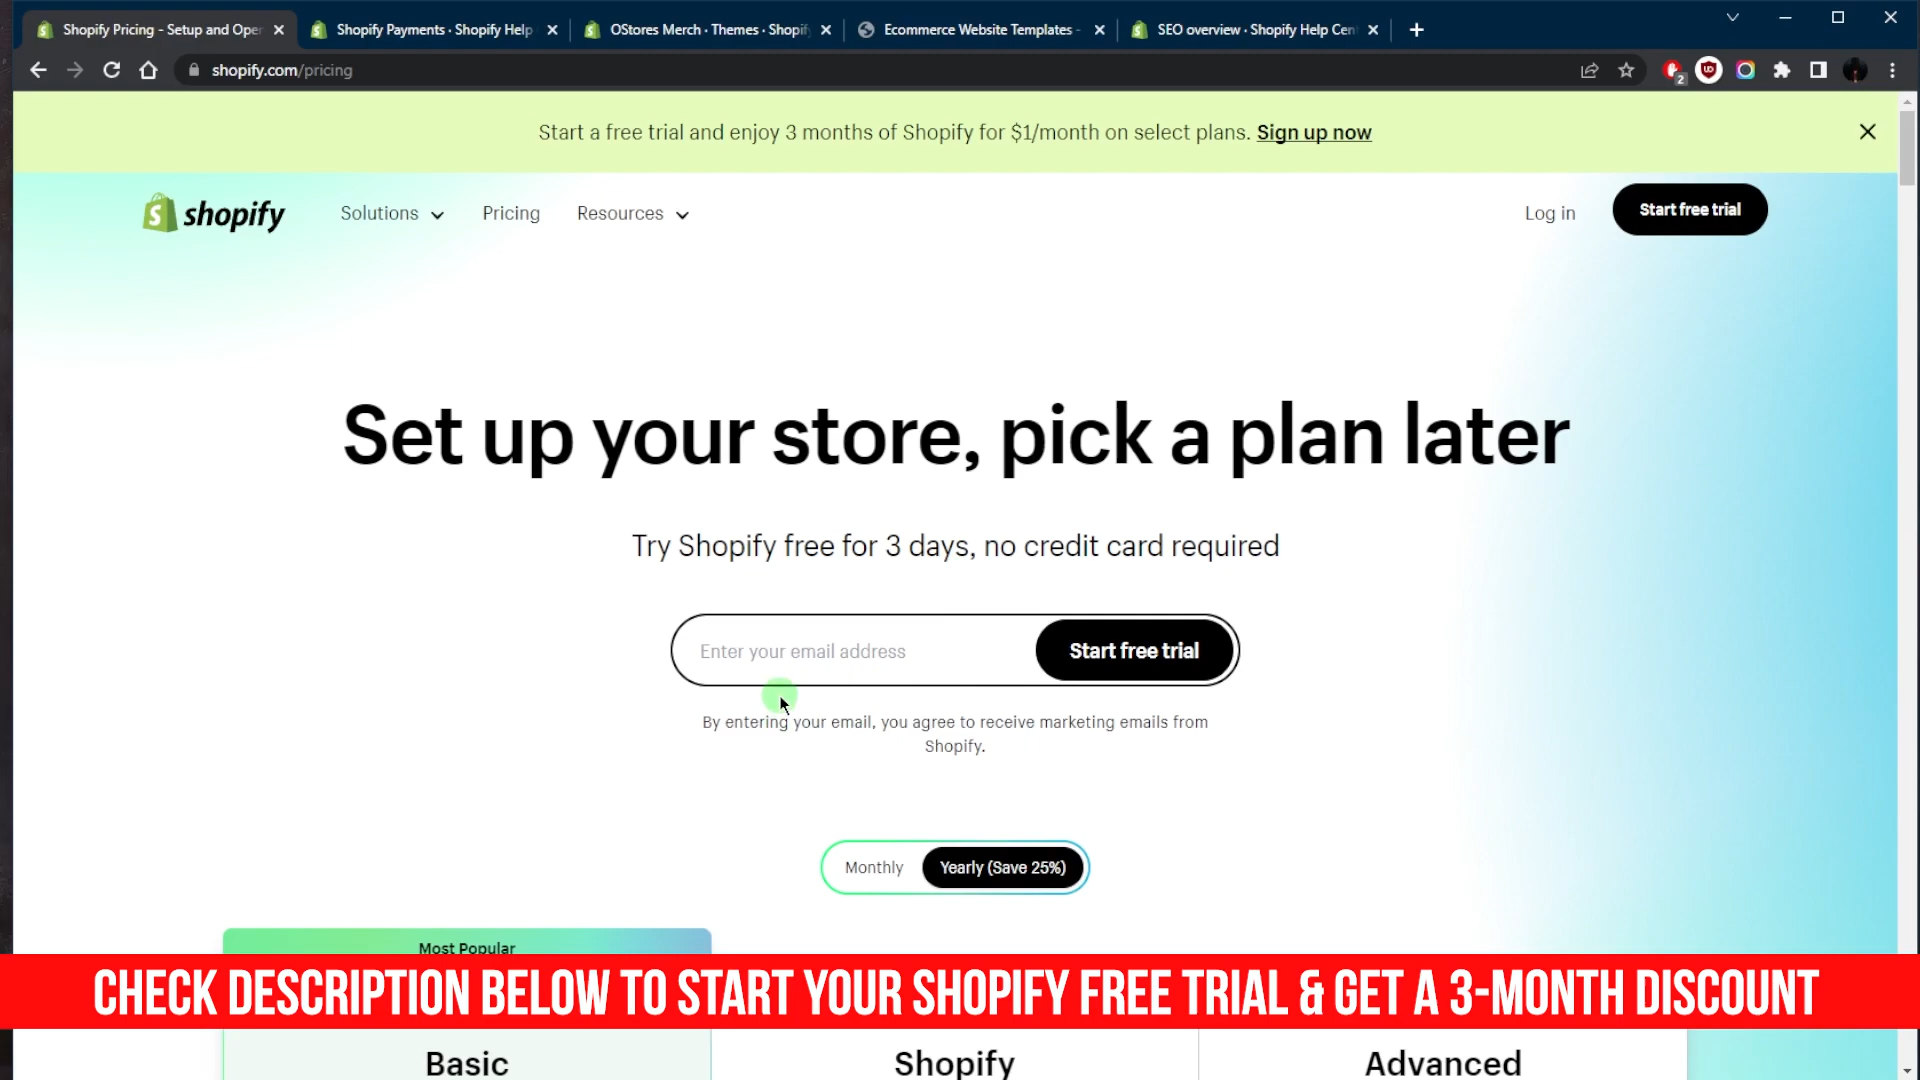 Shopify Pricing - Setup and Oper
Shopify Payments · Shopify Help
OStores Merch · Themes · Shopif
Ecommerce Website Templates -
SEO overview · Shopify Help Cen
shopify.com/pricing
2
Start a free trial and enjoy 3 months of Shopify for $1/month on select plans. Sign up now
shopify
Solutions
Pricing
Resources
Log in
Start free trial
Set up your store, pick a plan later
Try Shopify free for 3 days, no credit card required
Enter your email address
Start free trial
By entering your email, you agree to receive marketing emails from
Shopify.
Monthly
Yearly (Save 25%)
Most Popular
CHECK DESCRIPTION BELOW TO START YOUR SHOPIFY FREE TRIAL & GET A 3-MONTH DISCOUNT
Basic
Shopify
Advanced